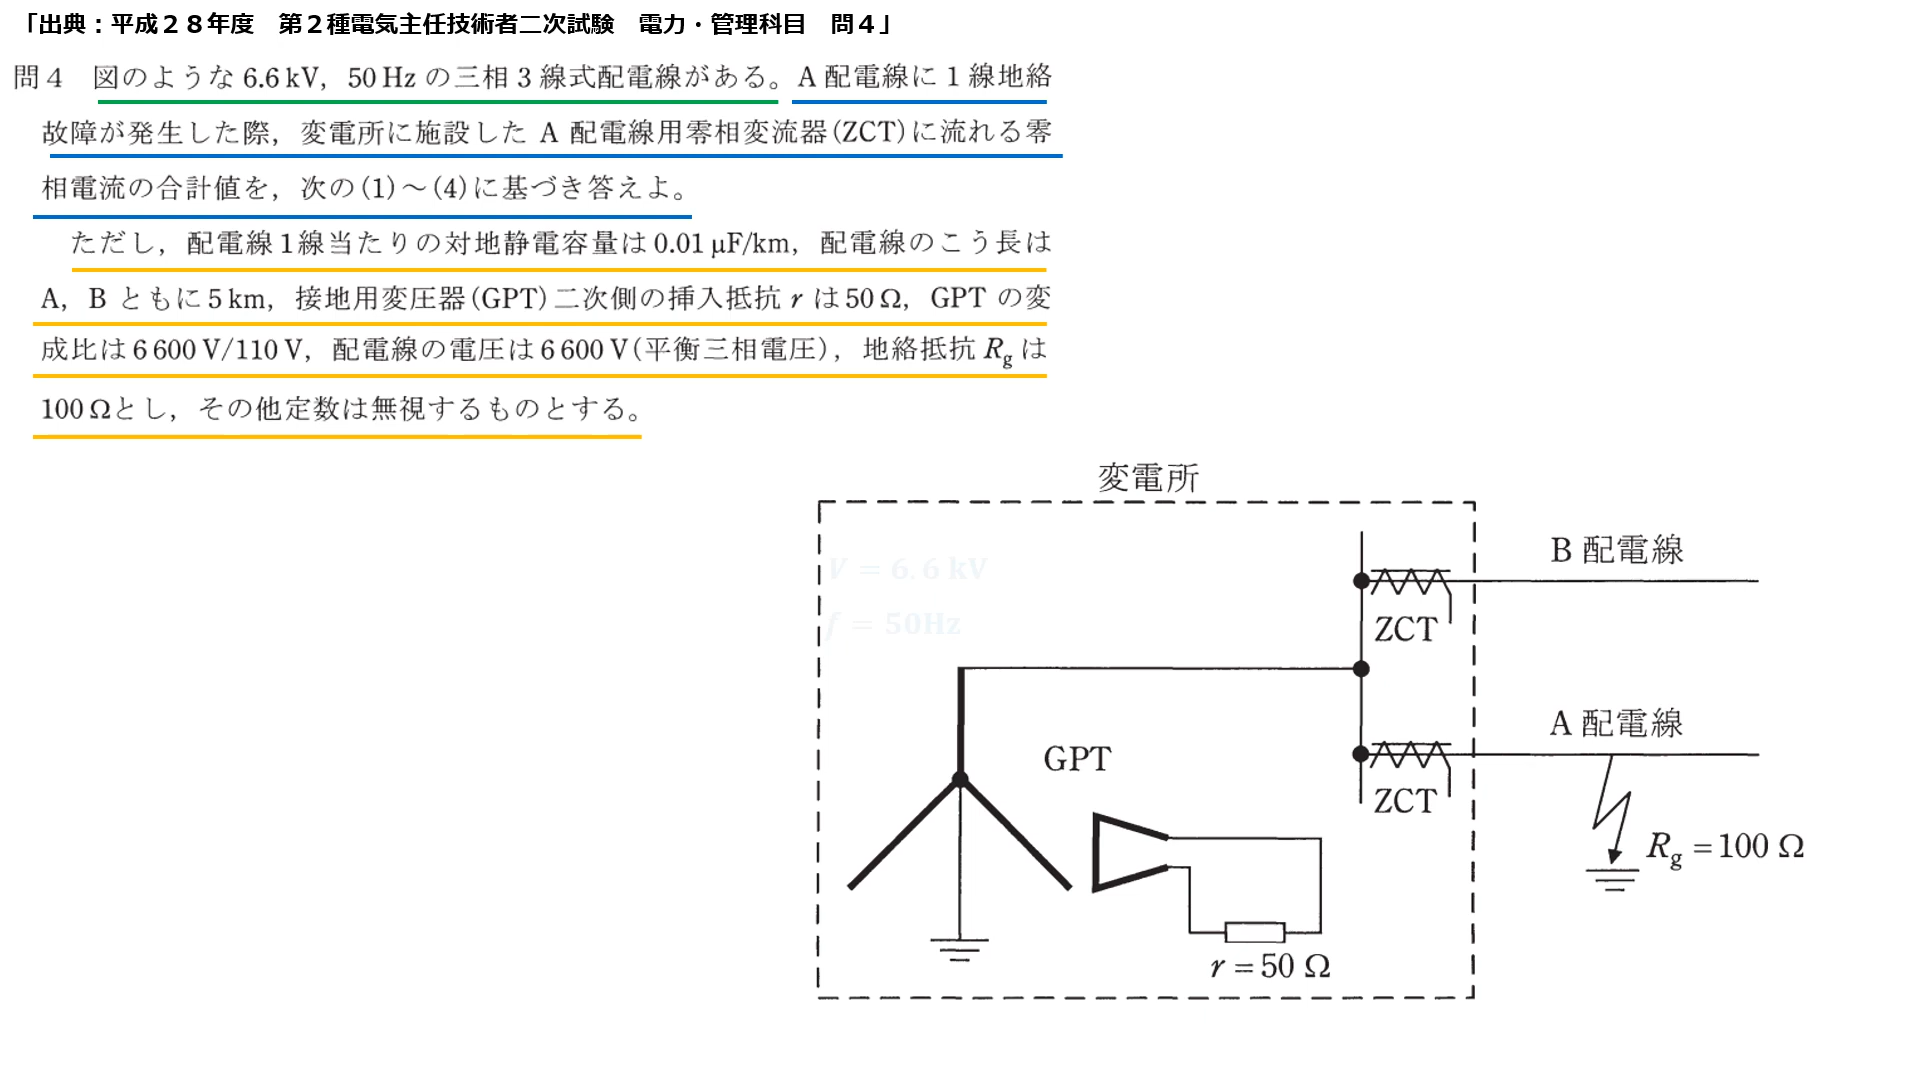 「出典：平成２８年度　第２種電気主任技術者二次試験　電力・管理科目　問４」
問４　図のような 6.6 kV，50 Hz の三相３線式配電線がある。A 配電線に１線地絡
故障が発生した際，変電所に施設した A 配電線用零相変流器(ZCT)に流れる零
相電流の合計値を，次の(1)～(4)に基づき答えよ。
ただし，配電線１線当たりの対地静電容量は 0.01 μF/km，配電線のこう長は
A，B ともに 5 km，接地用変圧器(GPT)二次側の挿入抵抗 r は 50 Ω，GPT の変
成比は 6 600 V/110 V，配電線の電圧は 6 600 V(平衡三相電圧)，地絡抵抗 Rg は
100 Ωとし，その他定数は無視するものとする。
変電所
V = 6.6 kV
f = 50Hz
B 配電線
ZCT
A 配電線
GPT
ZCT
Rg = 100 Ω
r = 50 Ω